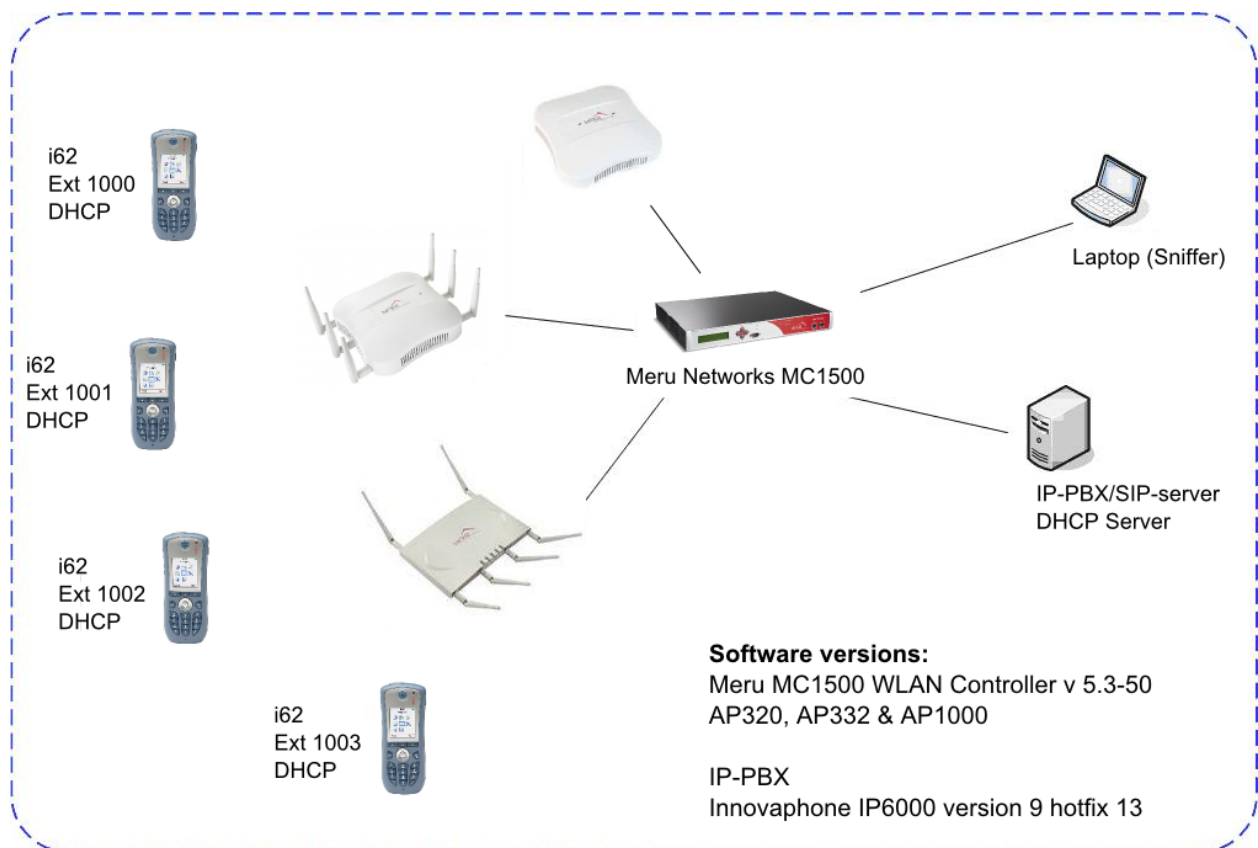 i62
Ext 1000
DHCP
i62
Ext 1001
DHCP
i62
Ext 1002
DHCP
i62
Ext 1003
DHCP
Meru Networks MC1500
Laptop (Sniffer)
IP-PBX/SIP-server
DHCP Server
Software versions:
Meru MC1500 WLAN Controller v 5.3-50
AP320, AP332 & AP1000
IP-PBX
Innovaphone IP6000 version 9 hotfix 13